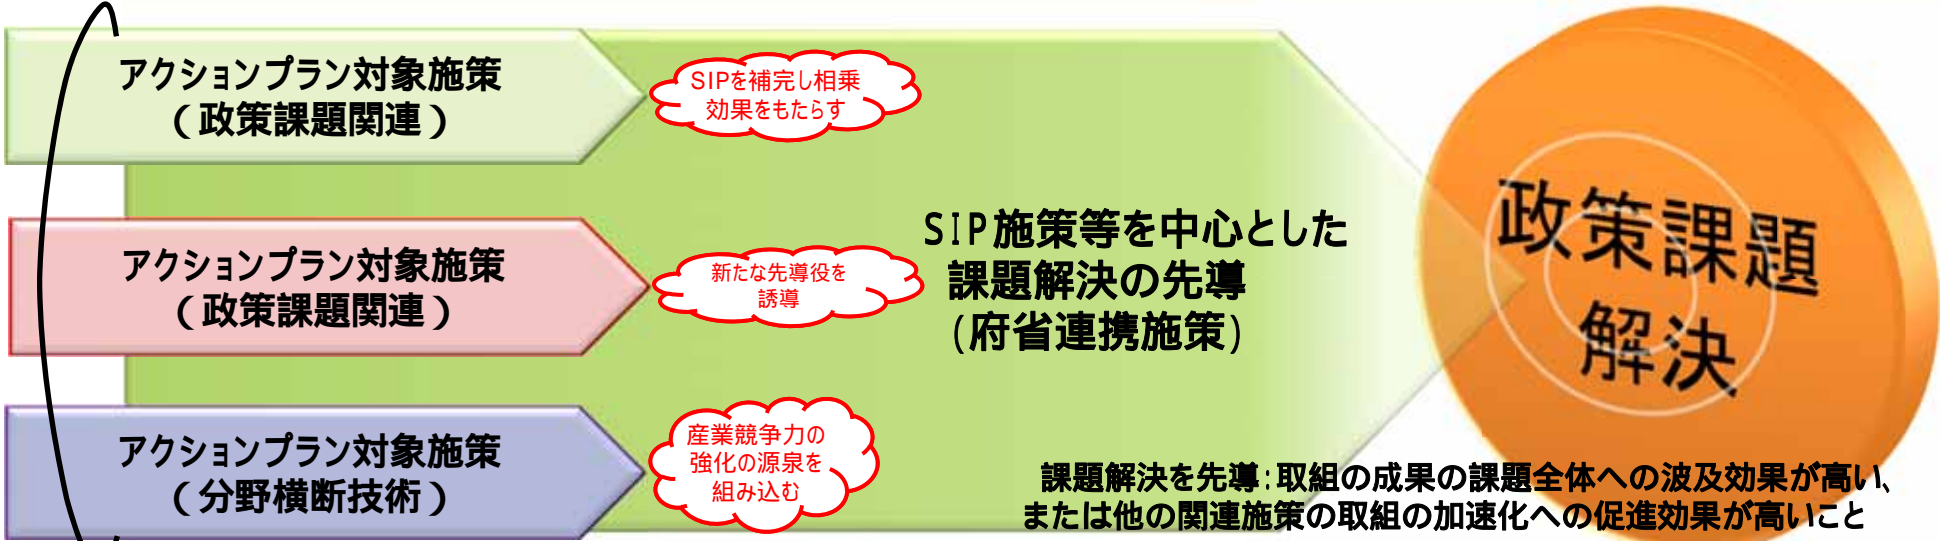 アクションプラン対象施策
(政策課題関連)
SIPを補完し相乗
効果をもたらす
アクションプラン対象施策
(政策課題関連)
新たな先導役を
誘導
アクションプラン対象施策
(分野横断技術)
産業競争力の
強化の源泉を
組み込む
SIP施策等を中心とした
課題解決の先導
(府省連携施策)
政策課題
解決
課題解決を先導:取組の成果の課題全体への波及効果が高い、
または他の関連施策の取組の加速化への促進効果が高いこと